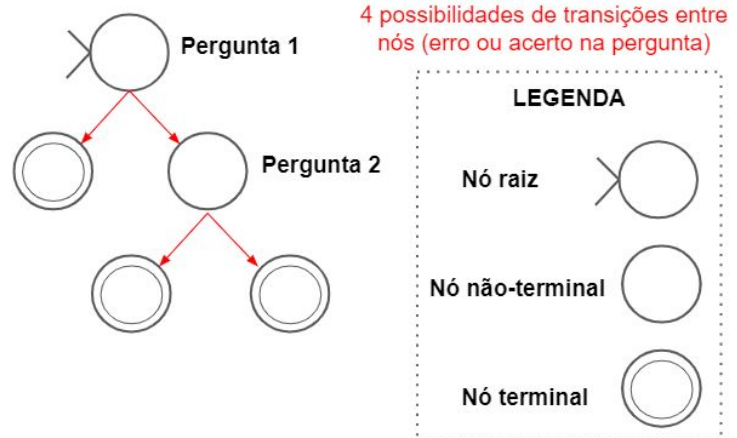 4 possibilidades de transições entre
nós (erro ou acerto na pergunta)
Pergunta 1
Pergunta 2
LEGENDA
Nó raiz
Nó não-terminal
Nó terminal